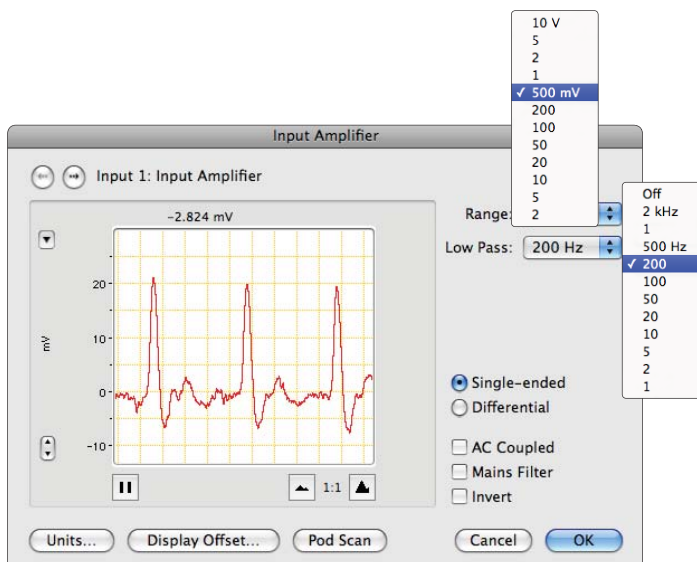 10 V
5
2
1
✓ 500 mV
200
100
50
20
10
5
2
Input Amplifier
Input 1: Input Amplifier
-2.824 mV
Range:
Off
2 kHz
1
500 Hz
✓ 200
100
50
20
10
5
2
1
Low Pass: 200 Hz
mV
20
10
0
-10
Single-ended
Differential
AC Coupled
Mains Filter
Invert
1:1
Units...
Display Offset...
Pod Scan
Cancel
OK